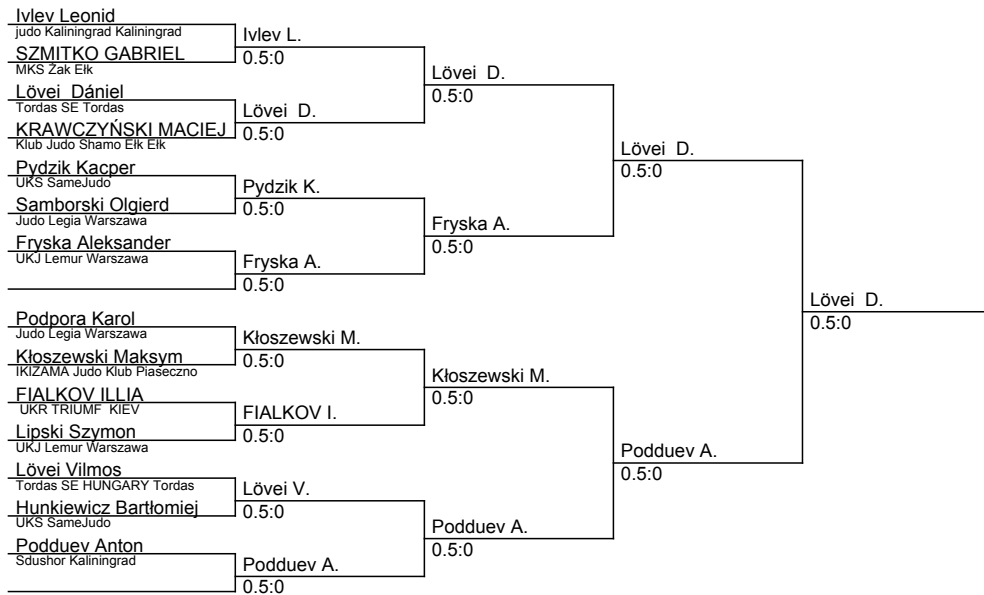 Ivlev Leonid
judo Kaliningrad Kaliningrad
SZMITKO GABRIEL
MKS Żak Ełk
Lövei  Dániel
Tordas SE Tordas
KRAWCZYŃSKI MACIEJ
Klub Judo Shamo Ełk Ełk
Pydzik Kacper
UKS SameJudo
Samborski Olgierd
Judo Legia Warszawa
Fryska Aleksander
UKJ Lemur Warszawa
Podpora Karol
Judo Legia Warszawa
Kłoszewski Maksym
IKIZAMA Judo Klub Piaseczno
FIALKOV ILLIA
UKR TRIUMF  KIEV
Lipski Szymon
UKJ Lemur Warszawa
Lövei Vilmos
Tordas SE HUNGARY Tordas
Hunkiewicz Bartłomiej
UKS SameJudo
Podduev Anton
Sdushor Kaliningrad
Ivlev L.
0.5:0
Lövei  D.
0.5:0
Pydzik K.
0.5:0
Fryska A.
0.5:0
Kłoszewski M.
0.5:0
FIALKOV I.
0.5:0
Lövei V.
0.5:0
Podduev A.
0.5:0
Lövei  D.
0.5:0
Fryska A.
0.5:0
Kłoszewski M.
0.5:0
Podduev A.
0.5:0
Lövei  D.
0.5:0
Podduev A.
0.5:0
Lövei  D.
0.5:0